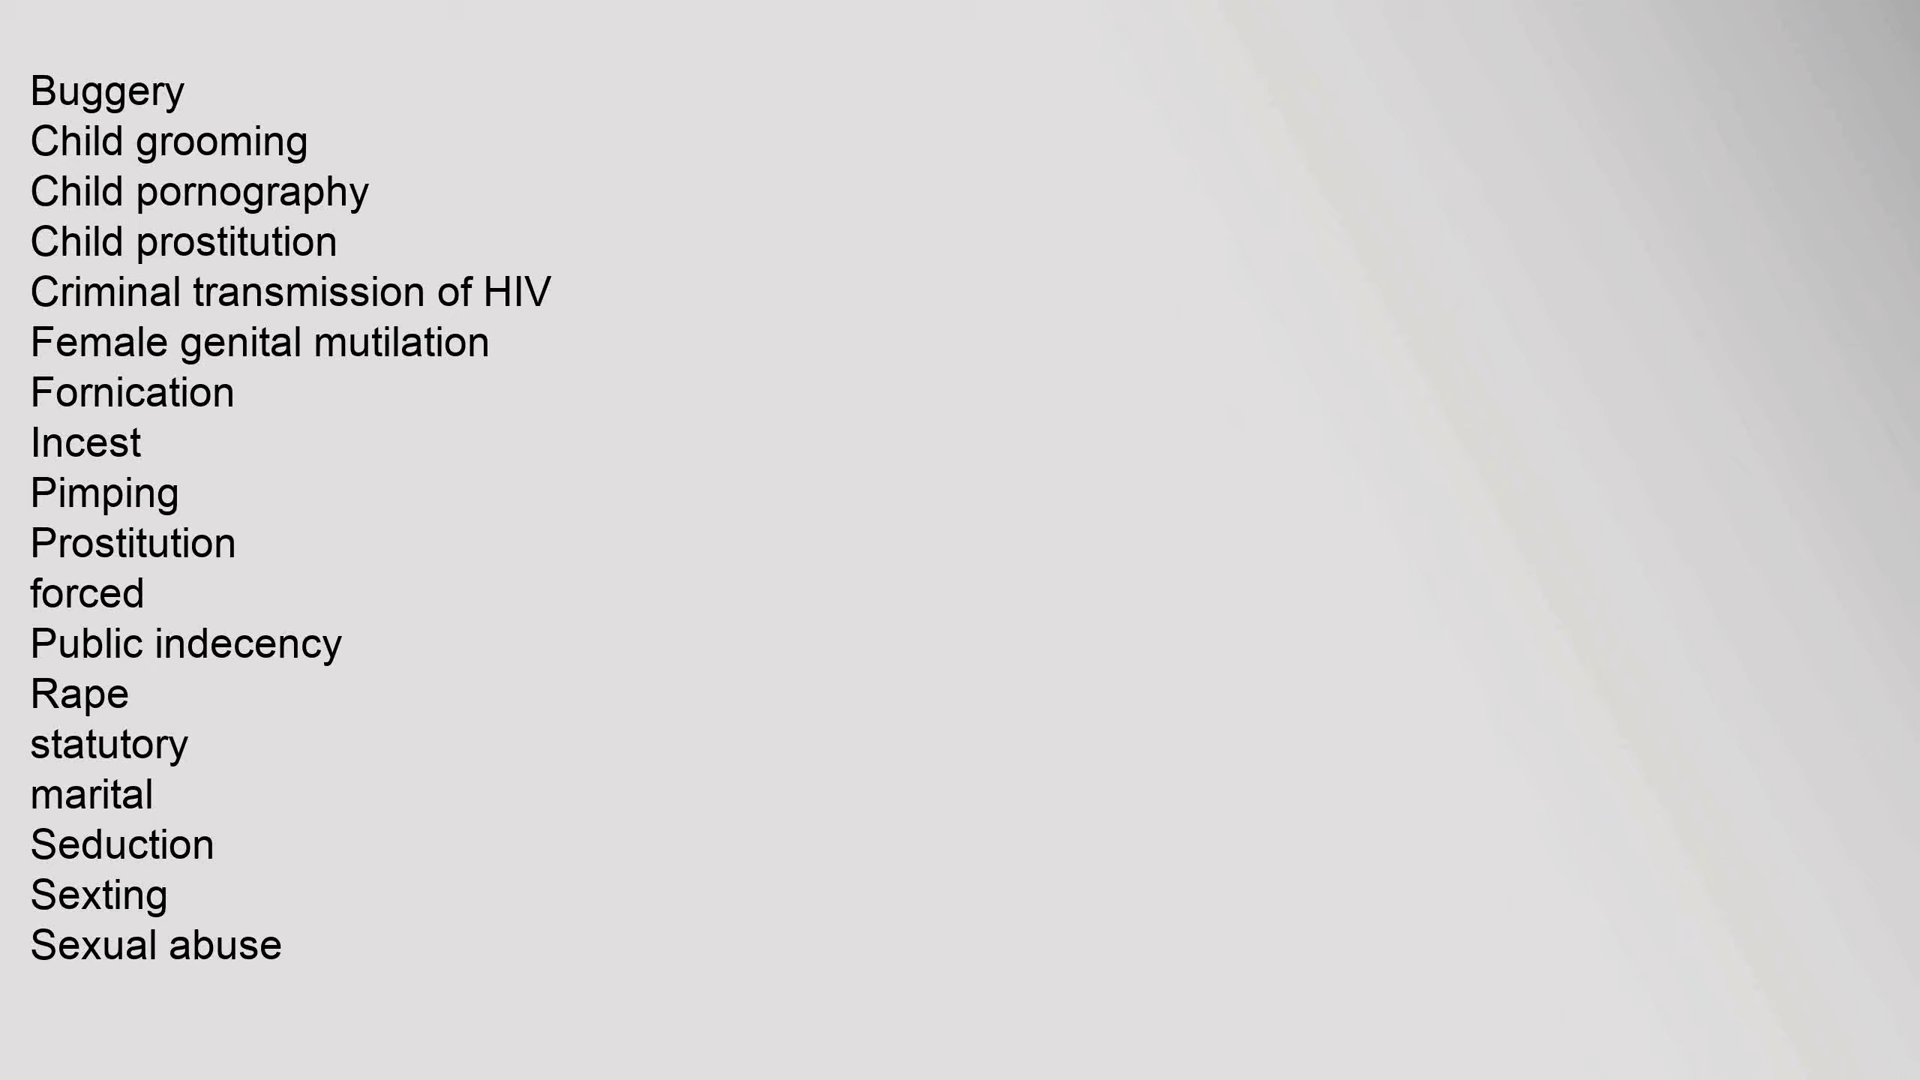 Buggery
Child grooming
Child pornography
Child prostitution
Criminal transmission of HIV
Female genital mutilation
Fornication
Incest
Pimping
Prostitution
forced
Public indecency
Rape
statutory
marital
Seduction
Sexting
Sexual abuse